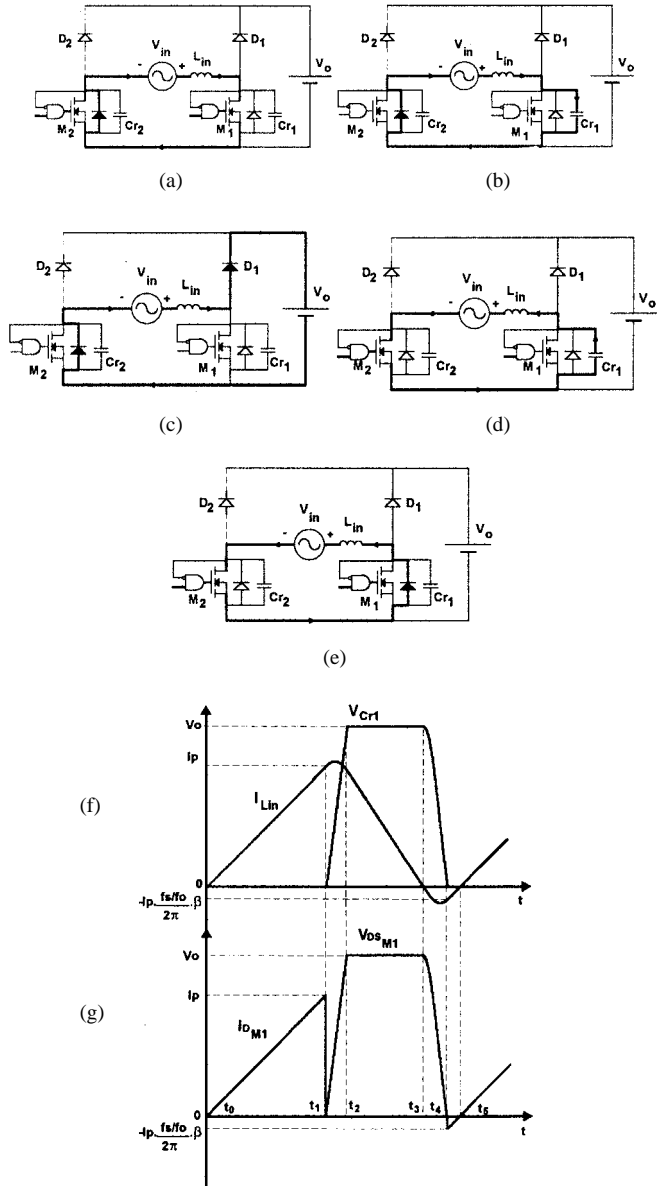 D2 Vin - + Lin D1 Vo
M2 Cr2 M1 Cr1
(a)
D2 Vin - + Lin D1 Vo
M2 Cr2 M1 Cr1
(b)
D2 Vin - + Lin D1 Vo
M2 Cr2 M1 Cr1
(c)
D2 Vin - + Lin D1 Vo
M2 Cr2 M1 Cr1
(d)
D2 Vin - + Lin D1 Vo
M2 Cr2 M1 Cr1
(e)
(f)
Vo
VCr1
Ip
ILin
0
t
-Ip.fs/fo/2π.β
(g)
Vo
VDSM1
Ip
iDM1
0
t0 t1 t2 t3 t4 t5 t
-Ip.fs/fo/2π.β